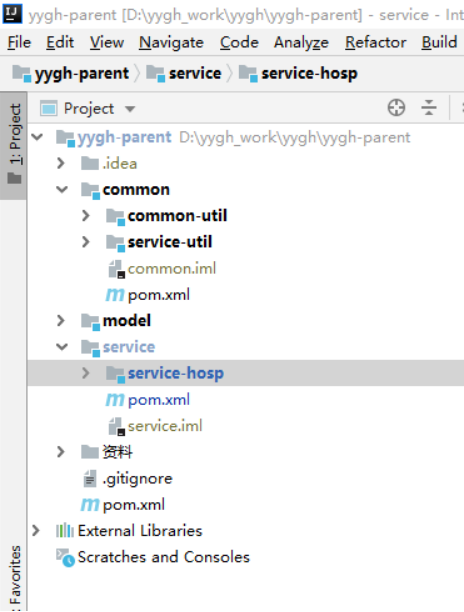 yygh-parent [D:\yygh_work\yygh\yygh-parent] - service - Int
File Edit View Navigate Code Analyze Refactor Build
yygh-parent service service-hosp
1: Project
Project
yygh-parent D:\yygh_work\yygh\yygh-parent
.idea
common
common-util
service-util
common.iml
pom.xml
model
service
service-hosp
pom.xml
service.iml
资料
.gitignore
pom.xml
External Libraries
Scratches and Consoles
Favorites